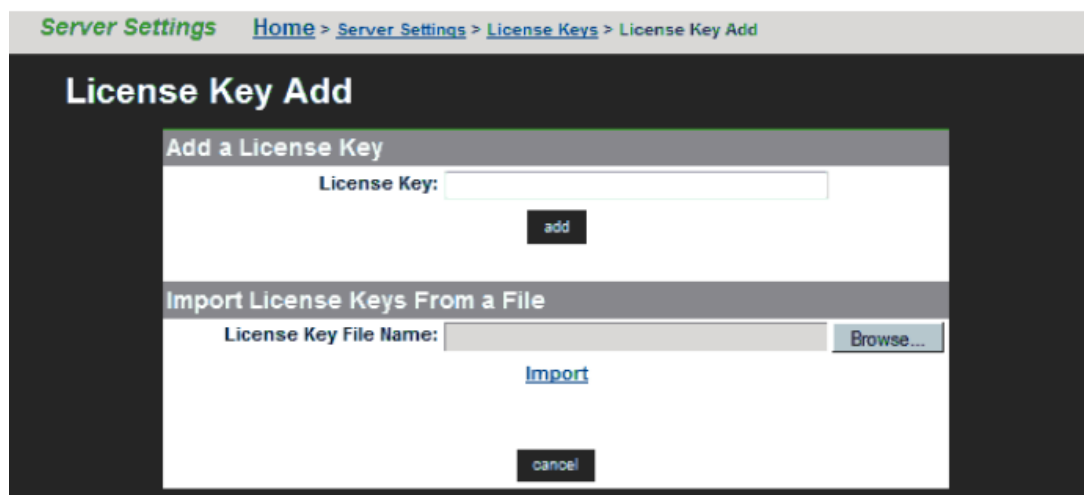 Server Settings Home > Server Settings > License Keys > License Key Add
License Key Add
Add a License Key
License Key:
add
Import License Keys From a File
License Key File Name: Browse...
Import
cancel